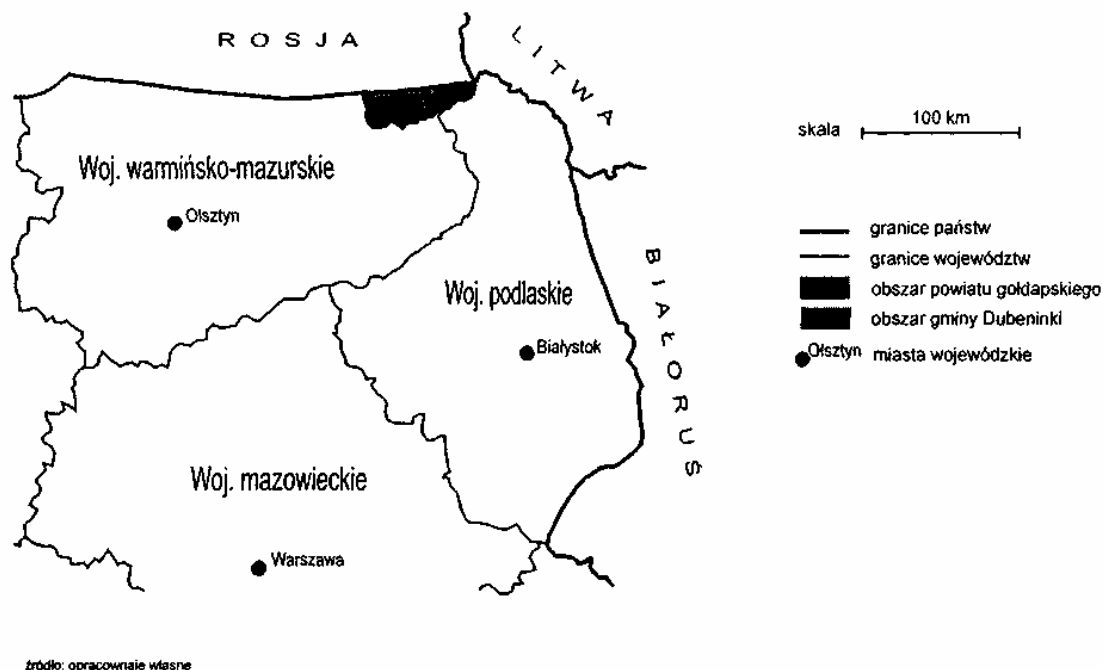 ROSJA
LITWA
BIAŁORUŚ
Woj. warmińsko-mazurskie
Olsztyn
Woj. podlaskie
Białystok
Woj. mazowieckie
Warszawa
skala 100 km
granice państw
granice województw
obszar powiatu gołdapskiego
obszar gminy Dubeninki
Olsztyn miasta wojewódzkie
źródło: opracownaie własne